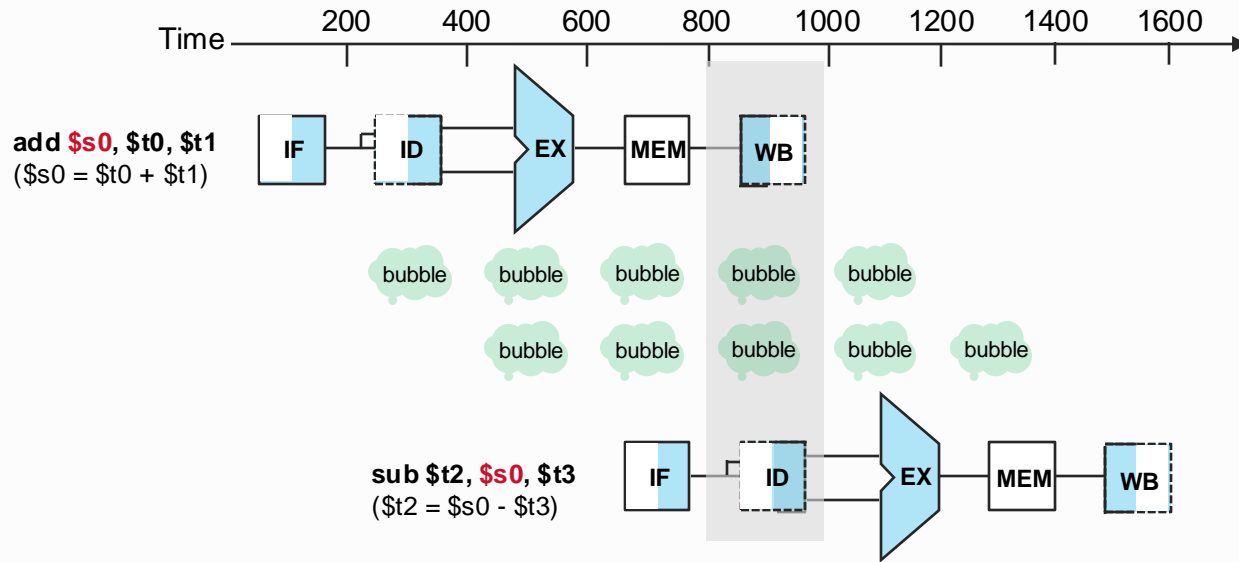 200 400 600 800 1000 1200 1400 1600
Time
add $s0, $t0, $t1
($s0 = $t0 + $t1)
IF ID EX MEM WB
bubble bubble bubble bubble bubble
bubble bubble bubble bubble bubble
sub $t2, $s0, $t3
($t2 = $s0 - $t3)
IF ID EX MEM WB